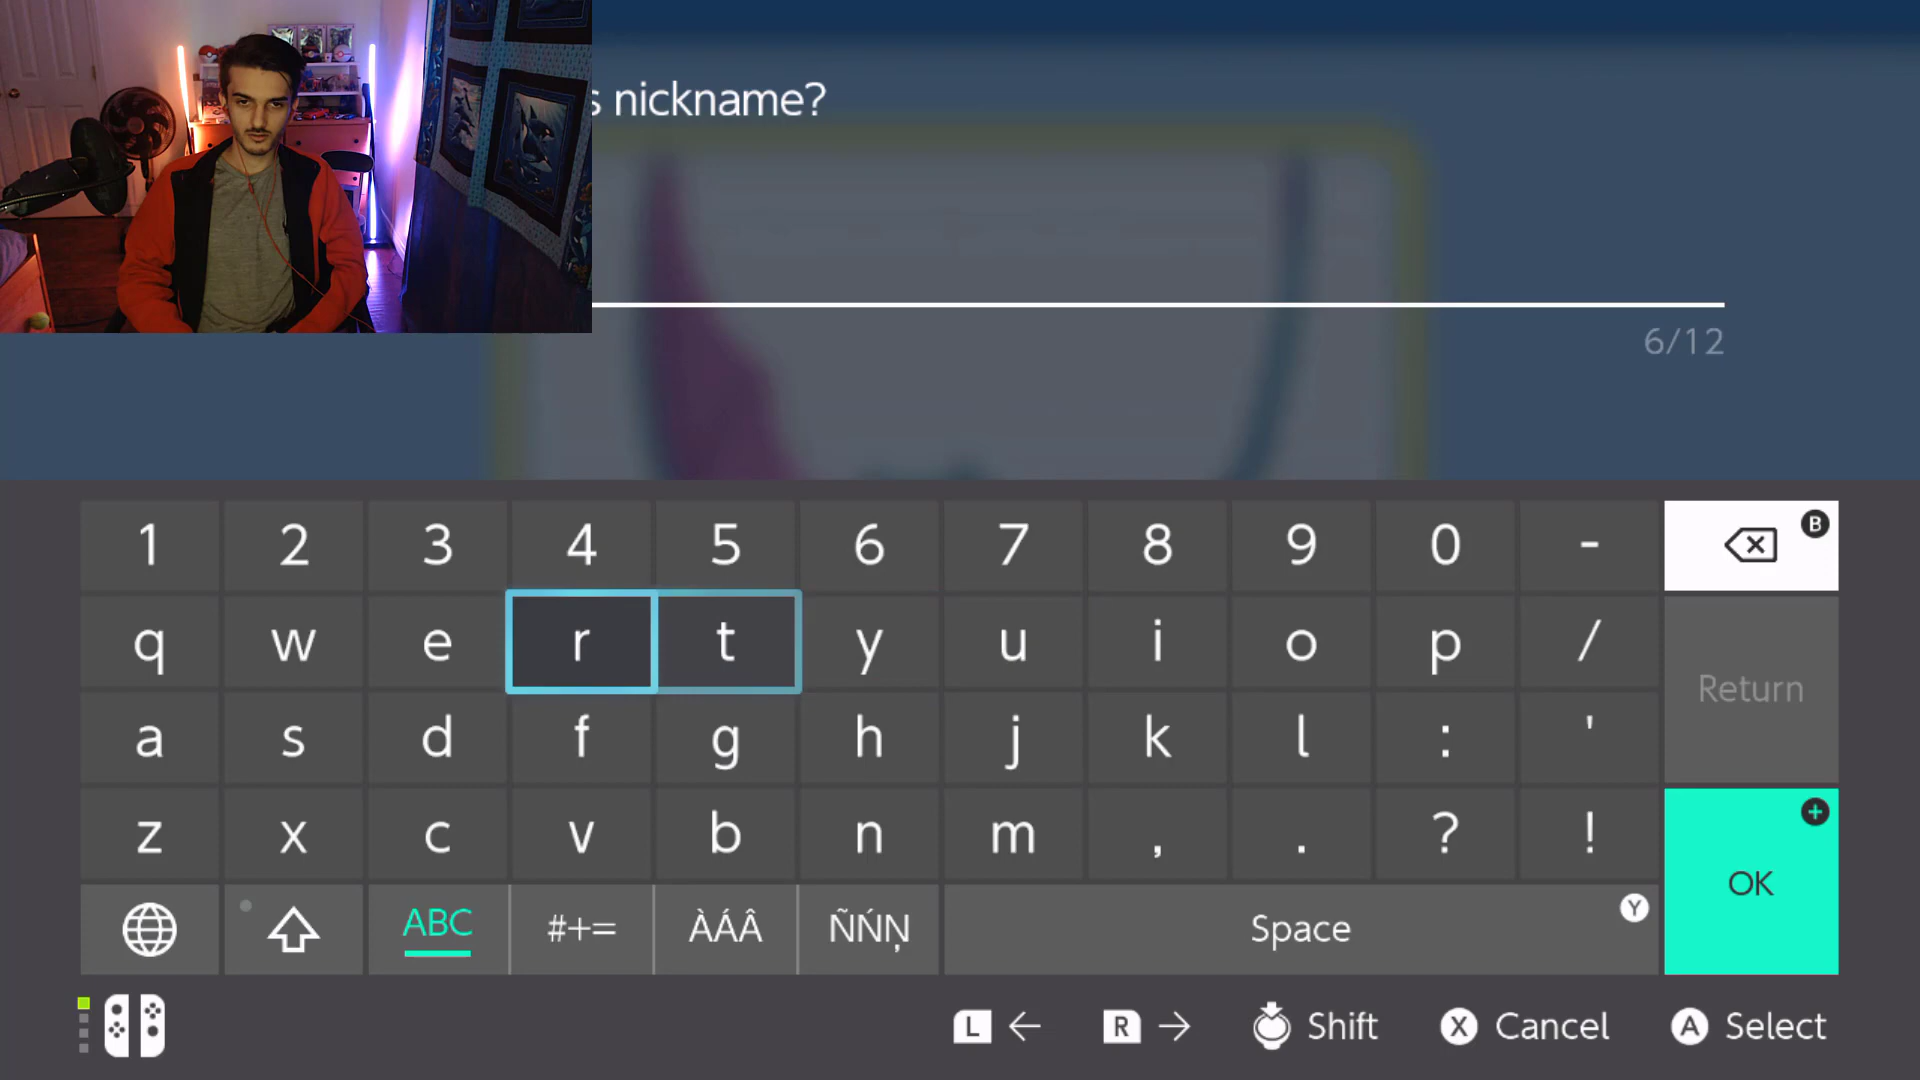 s nickname?
6/12
1 2 3 4 5 6 7 8 9 0 - B
q w e r t y u i o p /
Return
a s d f g h j k l : '
z x c v b n m , . ? ! +
OK
ABC #+= ÀÁÂ ÑŃŅ Space Y
L ← R → Shift X Cancel A Select